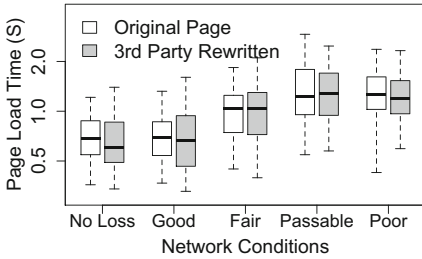 Original Page
3rd Party Rewritten
Page Load Time (S)
2.0
1.0
0.5
No Loss Good Fair Passable Poor
Network Conditions